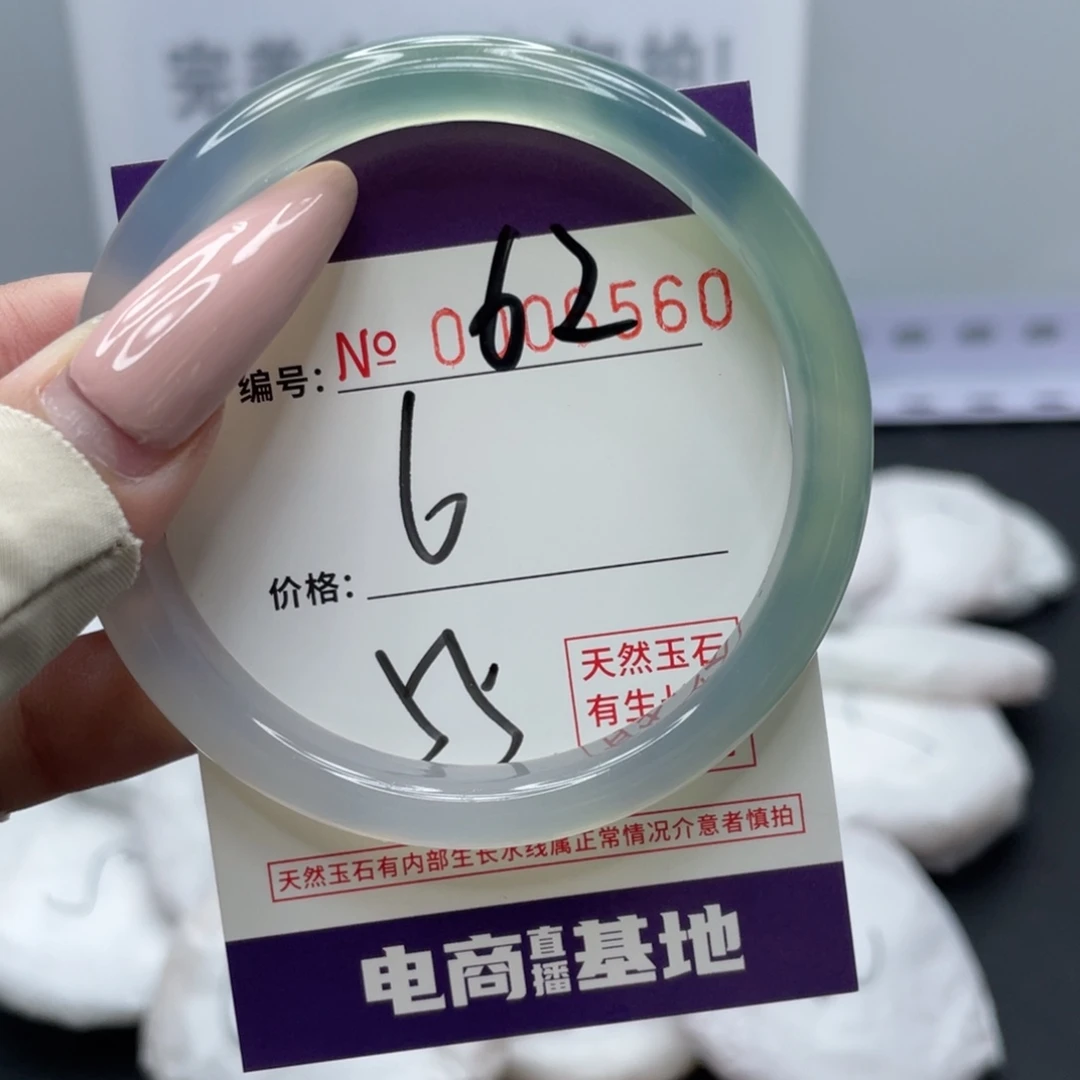 62
编号: № 0006560
6
价格:
天然玉石
有生长
天然玉石有内部生长水线属正常情况介意者慎拍
电商直播基地